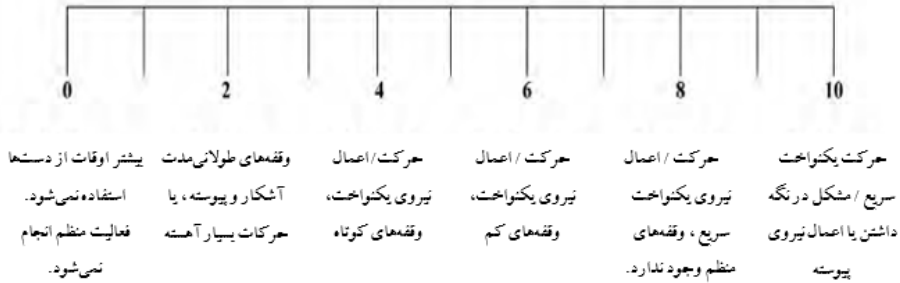 0 2 4 6 8 10
بیشتر اوقات از دستها
استفاده نمی‌شود.
فعالیت منظم انجام
نمی‌شود.
وقفه‌های طولانی‌مدت
آشکار و پیوسته، یا
حرکات بسیار آهسته
حرکت/اعمال
نیروی یکنواخت،
وقفه‌های کوتاه
حرکت / اعمال
نیروی یکنواخت،
وقفه‌های کم
حرکت / اعمال
نیروی یکنواخت
سریع، وقفه‌های
منظم وجود ندارد.
حرکت یکنواخت
سریع / مشکل در نگه
داشتن یا اعمال نیروی
پیوسته